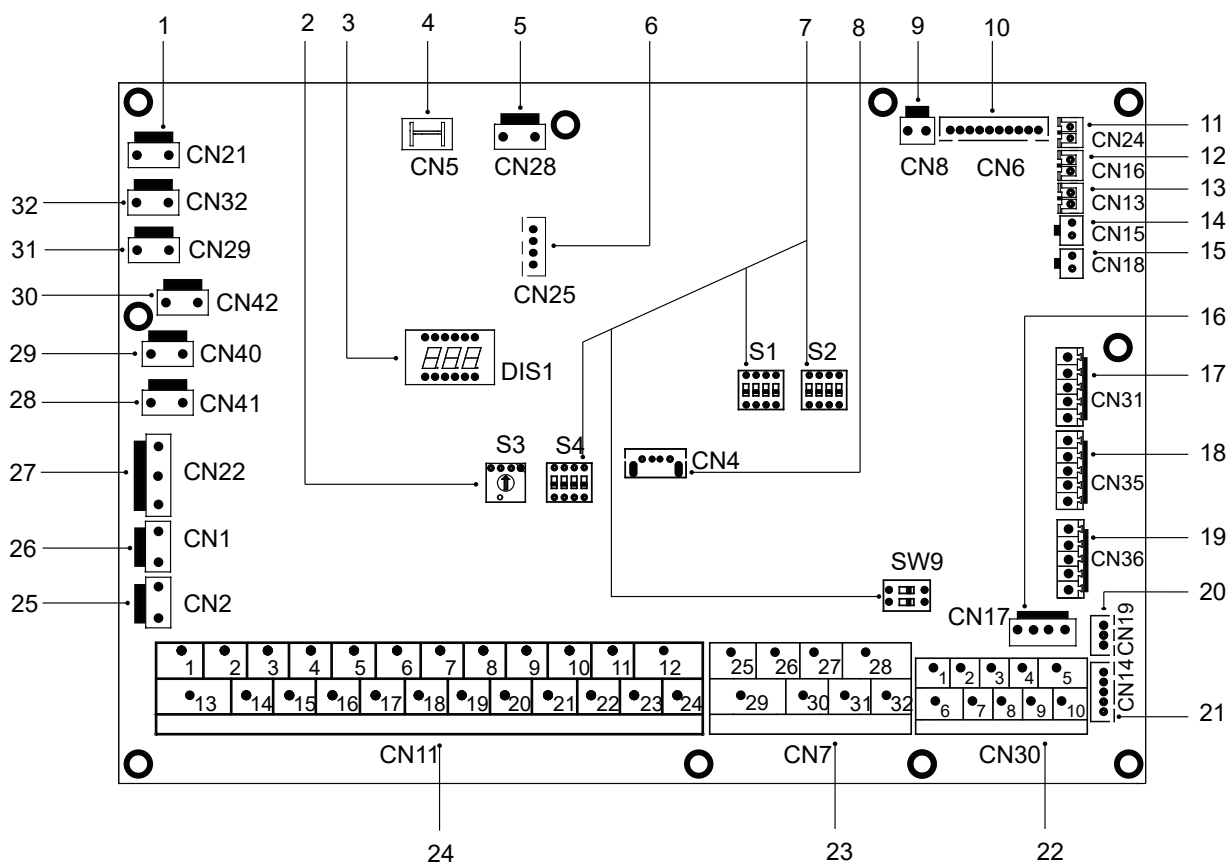 1 2 3 4 5 6 7 8 9 10
CN21
CN5
CN28
CN8
CN6
CN24
11
CN16
12
32
CN32
CN13
13
31
CN29
CN15
14
CN25
CN18
15
30
CN42
16
29
CN40
DIS1
S1
S2
28
CN41
CN31
17
27
CN22
S3
S4
CN4
CN35
18
26
CN1
SW9
CN36
19
25
CN2
CN17
CN19
20
1 2 3 4 5 6 7 8 9 10 11 12
25 26 27 28
1 2 3 4 5
CN14
13 14 15 16 17 18 19 20 21 22 23 24
29 30 31 32
6 7 8 9 10
21
CN11
CN7
CN30
24
23
22